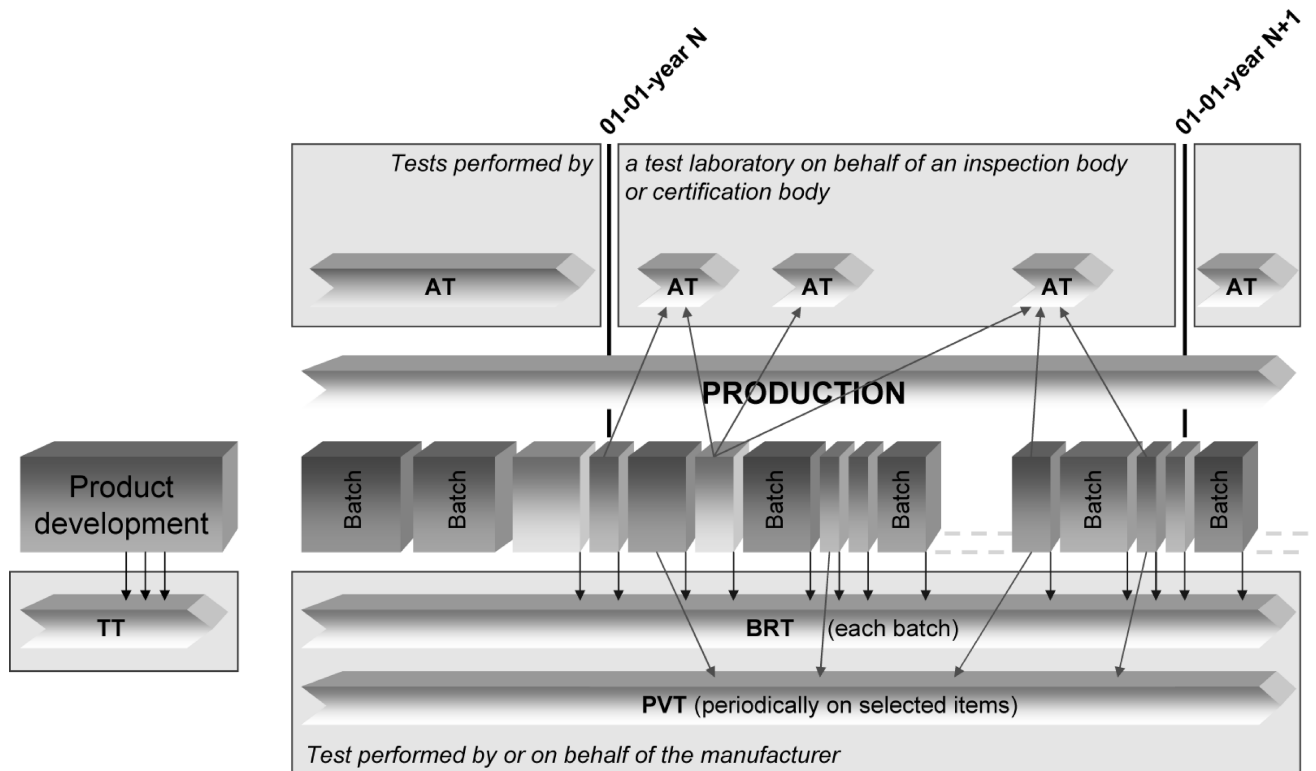 01-01-year N
01-01-year N+1
Tests performed by
a test laboratory on behalf of an inspection body
or certification body
AT
AT
AT
AT
AT
PRODUCTION
Product
development
Batch
Batch
Batch
Batch
Batch
Batch
TT
BRT (each batch)
PVT (periodically on selected items)
Test performed by or on behalf of the manufacturer